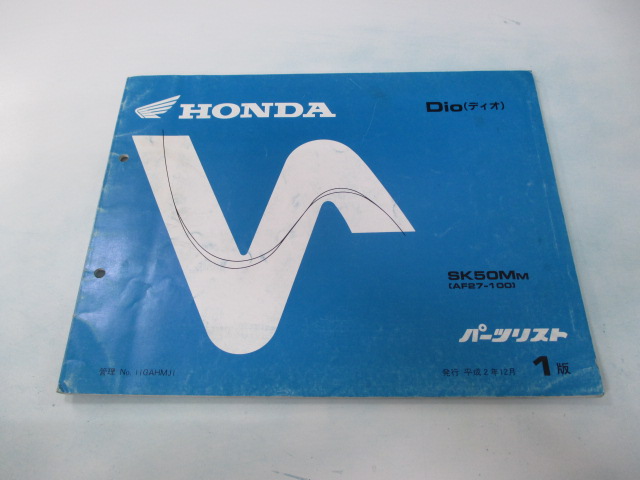 HONDA
Dio(ディオ)
SK50MM
(AF27-100)
パーツリスト
管理 No. 11GAHMJ1
発行 平成2年12月 1版